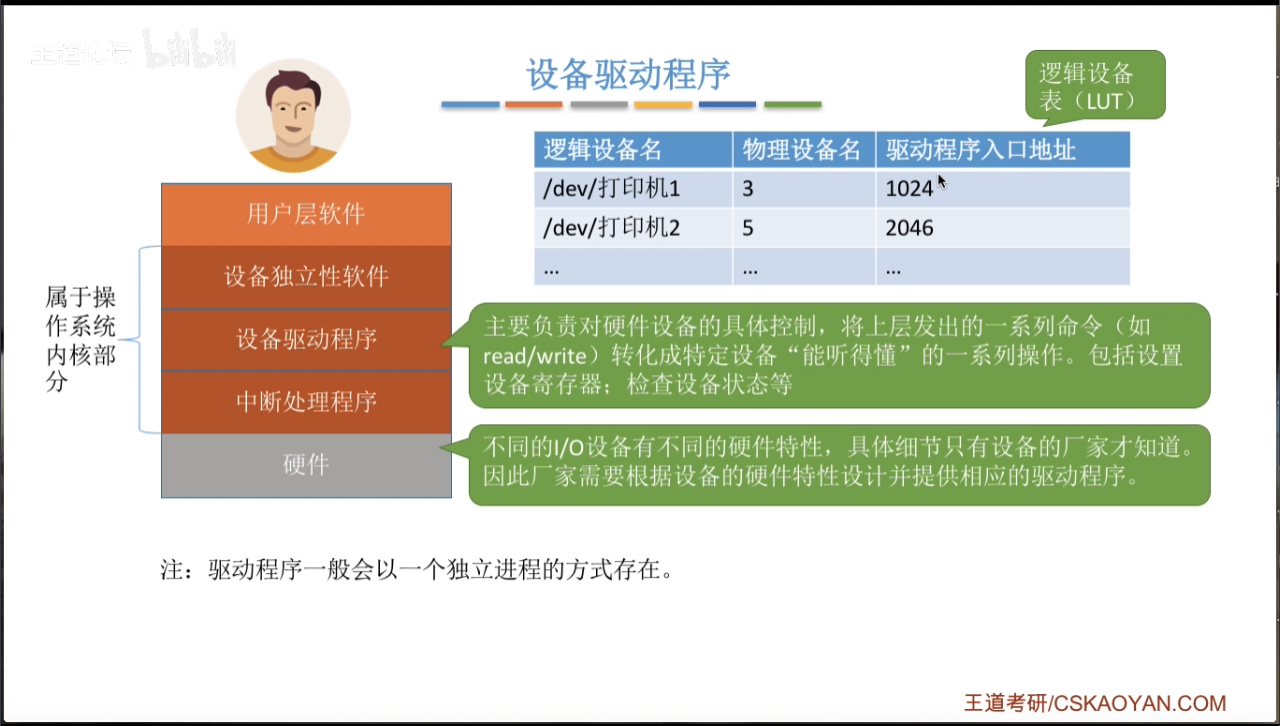 王道论坛 bilibili
设备驱动程序
逻辑设备
表（LUT）
逻辑设备名 物理设备名 驱动程序入口地址
/dev/打印机1 3 1024
/dev/打印机2 5 2046
... ... ...
用户层软件
设备独立性软件
设备驱动程序
中断处理程序
硬件
属于操
作系统
内核部
分
主要负责对硬件设备的具体控制，将上层发出的一系列命令（如
read/write）转化成特定设备“能听得懂”的一系列操作。包括设置
设备寄存器；检查设备状态等
不同的I/O设备有不同的硬件特性，具体细节只有设备的厂家才知道。
因此厂家需要根据设备的硬件特性设计并提供相应的驱动程序。
注：驱动程序一般会以一个独立进程的方式存在。
王道考研/CSKAOYAN.COM